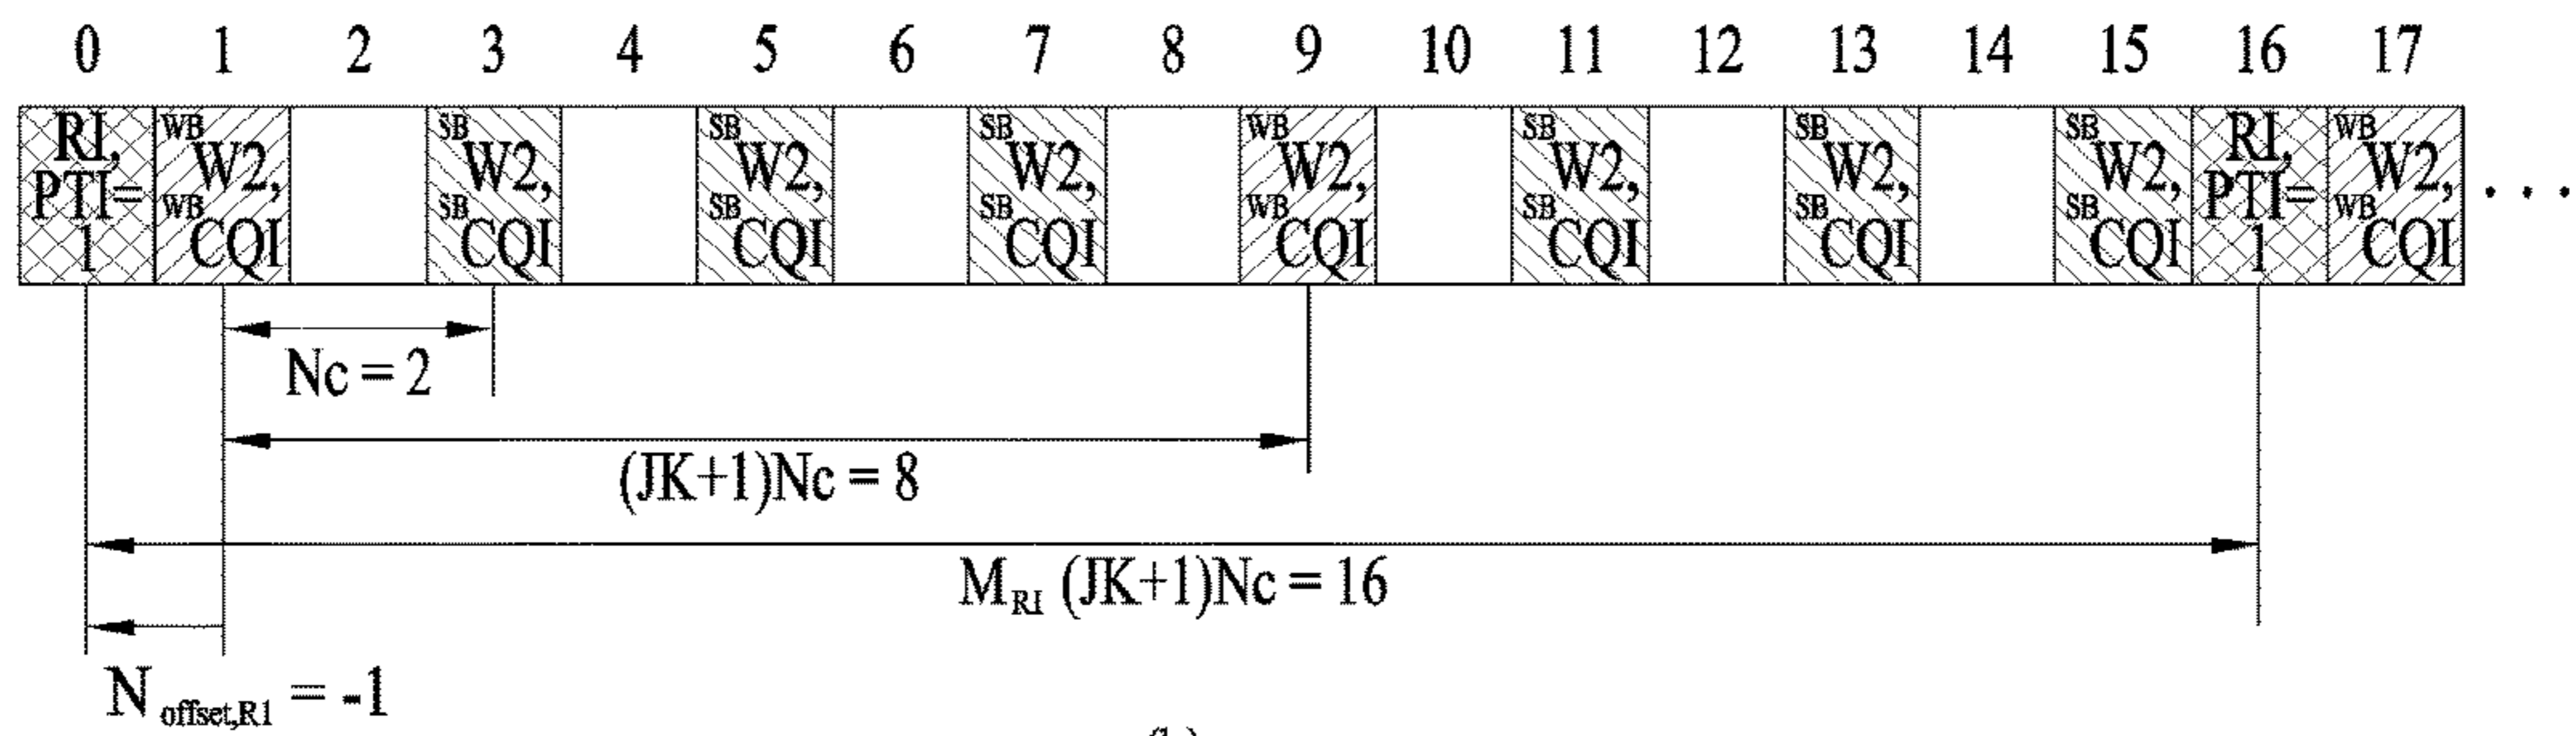 0 1 2 3 4 5 6 7 8 9 10 11 12 13 14 15 16 17
RI, PTI= 1
WB W2, WB CQI
SB W2, SB CQI
SB W2, SB CQI
SB W2, SB CQI
WB W2, WB CQI
SB W2, SB CQI
SB W2, SB CQI
SB W2, SB CQI
RI, PTI= 1
WB W2, WB CQI
. . .
Nc = 2
(JK+1)Nc = 8
MRI (JK+1)Nc = 16
Noffset,R1 = -1